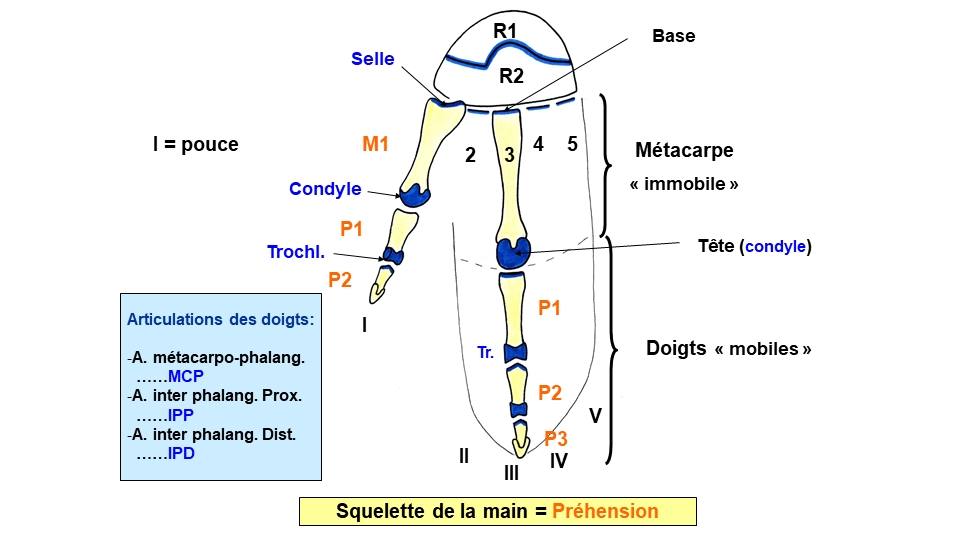 R1
Base
Selle
R2
I = pouce
M1
2
3
4
5
Métacarpe
« immobile »
Condyle
P1
Trochl.
Tête (condyle)
P2
I
P1
Articulations des doigts:
-A. métacarpo-phalang.
……MCP
-A. inter phalang. Prox.
……IPP
-A. inter phalang. Dist.
……IPD
Tr.
Doigts « mobiles »
P2
V
P3
II
III
IV
Squelette de la main = Préhension